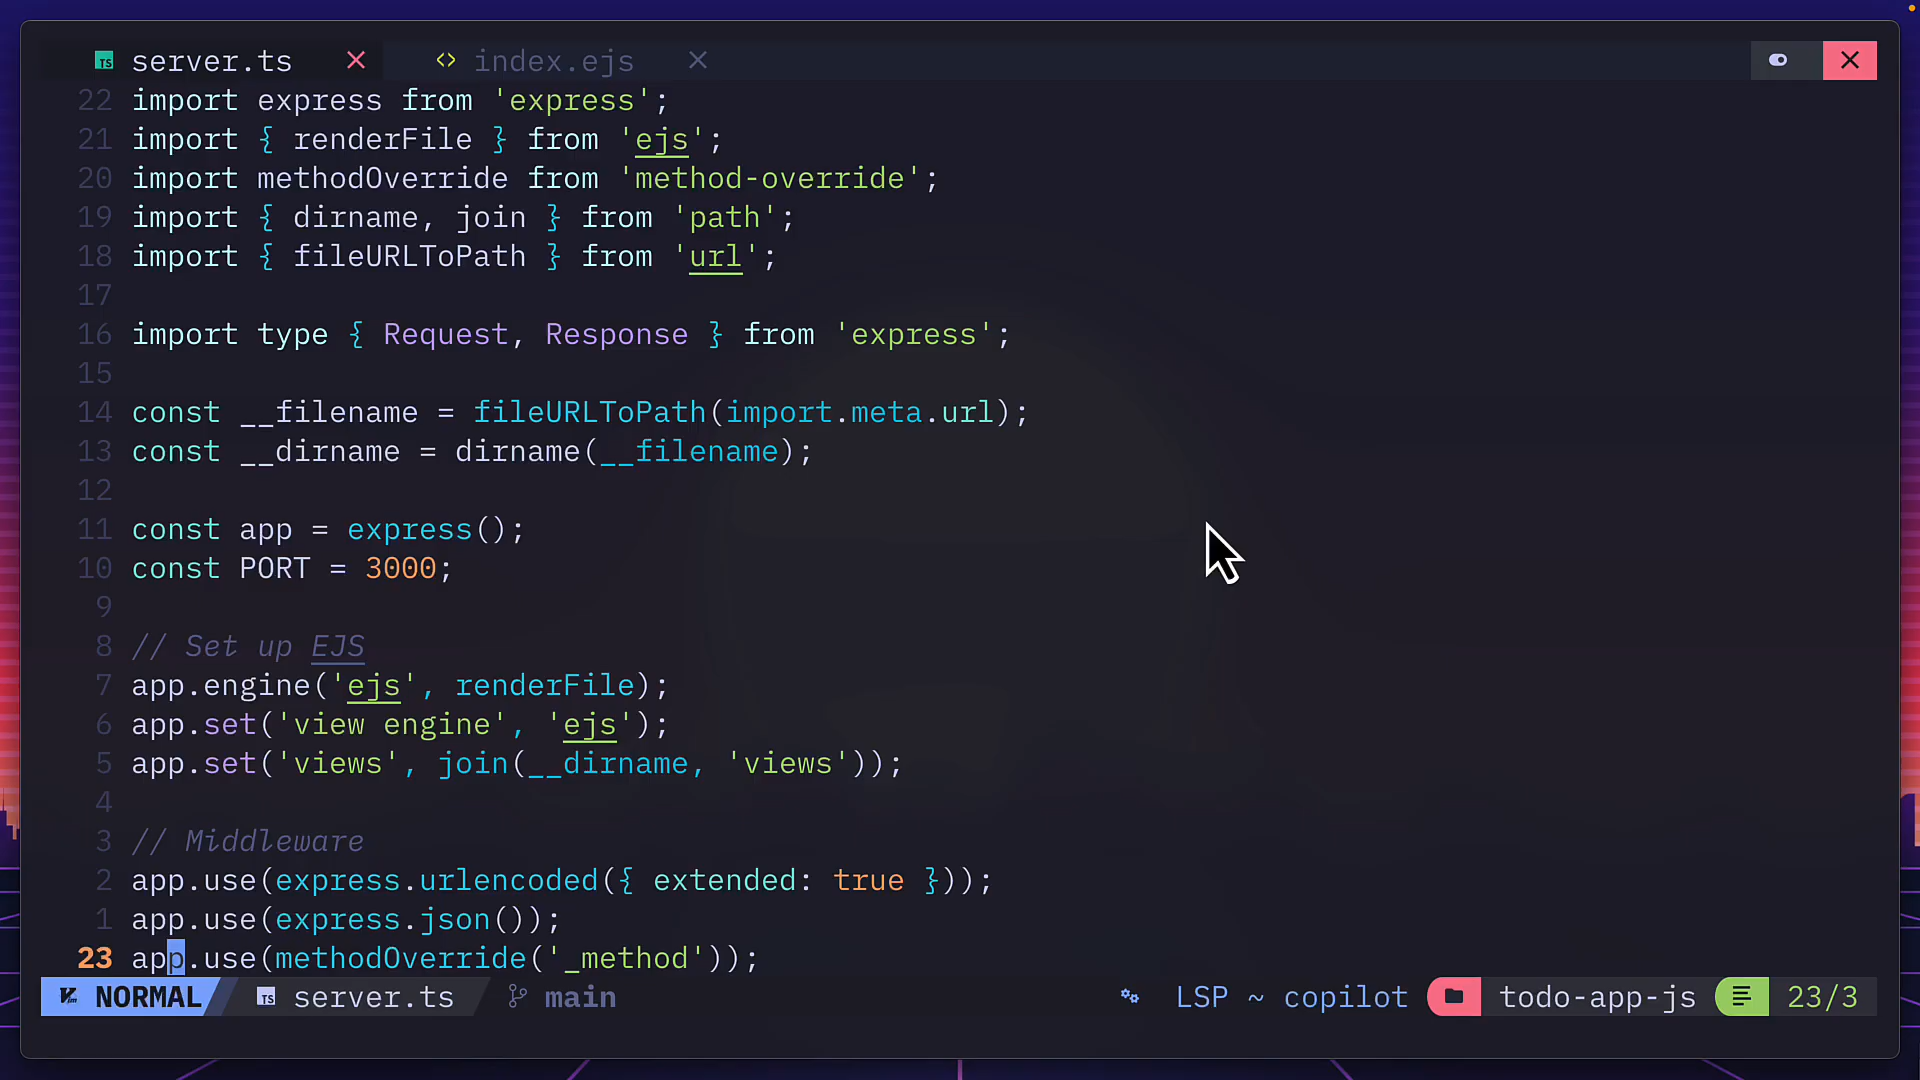 server.ts index.ejs
22 import express from 'express';
21 import { renderFile } from 'ejs';
20 import methodOverride from 'method-override';
19 import { dirname, join } from 'path';
18 import { fileURLToPath } from 'url';
17
16 import type { Request, Response } from 'express';
15
14 const __filename = fileURLToPath(import.meta.url);
13 const __dirname = dirname(__filename);
12
11 const app = express();
10 const PORT = 3000;
9
8 // Set up EJS
7 app.engine('ejs', renderFile);
6 app.set('view engine', 'ejs');
5 app.set('views', join(__dirname, 'views'));
4
3 // Middleware
2 app.use(express.urlencoded({ extended: true }));
1 app.use(express.json());
23 app.use(methodOverride('_method'));
NORMAL server.ts main LSP ~ copilot todo-app-js 23/3